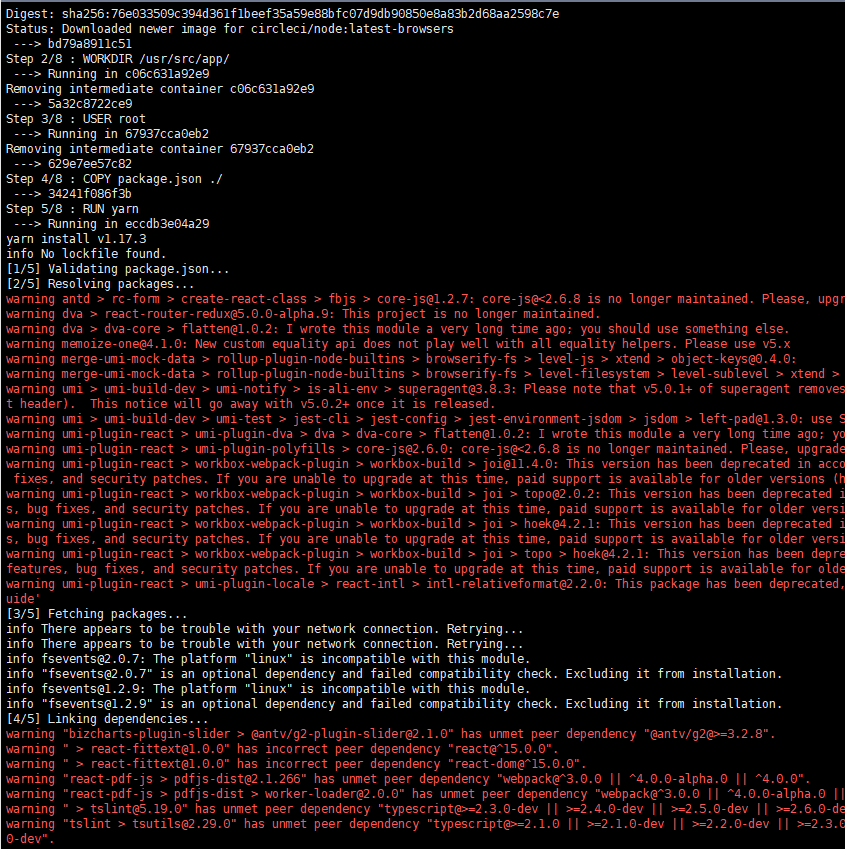 Digest: sha256:76e033509c394d361f1beef35a59e88bfc07d9db90850e8a83b2d68aa2598c7e
Status: Downloaded newer image for circleci/node:latest-browsers
 ---> bd79a8911c51
Step 2/8 : WORKDIR /usr/src/app/
 ---> Running in c06c631a92e9
Removing intermediate container c06c631a92e9
 ---> 5a32c8722ce9
Step 3/8 : USER root
 ---> Running in 67937cca0eb2
Removing intermediate container 67937cca0eb2
 ---> 629e7ee57c82
Step 4/8 : COPY package.json ./
 ---> 34241f086f3b
Step 5/8 : RUN yarn
 ---> Running in eccdb3e04a29
yarn install v1.17.3
info No lockfile found.
[1/5] Validating package.json...
[2/5] Resolving packages...
warning antd > rc-form > create-react-class > fbjs > core-js@1.2.7: core-js@<2.6.8 is no longer maintained. Please, upgr
warning dva > react-router-redux@5.0.0-alpha.9: This project is no longer maintained.
warning dva > dva-core > flatten@1.0.2: I wrote this module a very long time ago; you should use something else.
warning memoize-one@4.1.0: New custom equality api does not play well with all equality helpers. Please use v5.x
warning merge-umi-mock-data > rollup-plugin-node-builtins > browserify-fs > level-js > xtend > object-keys@0.4.0:
warning merge-umi-mock-data > rollup-plugin-node-builtins > browserify-fs > level-filesystem > level-sublevel > xtend >
warning umi > umi-build-dev > umi-notify > is-ali-env > superagent@3.8.3: Please note that v5.0.1+ of superagent removes
t header).  This notice will go away with v5.0.2+ once it is released.
warning umi > umi-build-dev > umi-test > jest-cli > jest-config > jest-environment-jsdom > jsdom > left-pad@1.3.0: use S
warning umi-plugin-react > umi-plugin-dva > dva > dva-core > flatten@1.0.2: I wrote this module a very long time ago; yo
warning umi-plugin-react > umi-plugin-polyfills > core-js@2.6.0: core-js@<2.6.8 is no longer maintained. Please, upgrade
warning umi-plugin-react > workbox-webpack-plugin > workbox-build > joi@11.4.0: This version has been deprecated in acco
 fixes, and security patches. If you are unable to upgrade at this time, paid support is available for older versions (h
warning umi-plugin-react > workbox-webpack-plugin > workbox-build > joi > topo@2.0.2: This version has been deprecated i
s, bug fixes, and security patches. If you are unable to upgrade at this time, paid support is available for older versi
warning umi-plugin-react > workbox-webpack-plugin > workbox-build > joi > hoek@4.2.1: This version has been deprecated i
s, bug fixes, and security patches. If you are unable to upgrade at this time, paid support is available for older versi
warning umi-plugin-react > workbox-webpack-plugin > workbox-build > joi > topo > hoek@4.2.1: This version has been depre
features, bug fixes, and security patches. If you are unable to upgrade at this time, paid support is available for olde
warning umi-plugin-react > umi-plugin-locale > react-intl > intl-relativeformat@2.2.0: This package has been deprecated,
uide'
[3/5] Fetching packages...
info There appears to be trouble with your network connection. Retrying...
info There appears to be trouble with your network connection. Retrying...
info fsevents@2.0.7: The platform "linux" is incompatible with this module.
info "fsevents@2.0.7" is an optional dependency and failed compatibility check. Excluding it from installation.
info fsevents@1.2.9: The platform "linux" is incompatible with this module.
info "fsevents@1.2.9" is an optional dependency and failed compatibility check. Excluding it from installation.
[4/5] Linking dependencies...
warning "bizcharts-plugin-slider > @antv/g2-plugin-slider@2.1.0" has unmet peer dependency "@antv/g2@>=3.2.8".
warning " > react-fittext@1.0.0" has incorrect peer dependency "react@^15.0.0".
warning " > react-fittext@1.0.0" has incorrect peer dependency "react-dom@^15.0.0".
warning "react-pdf-js > pdfjs-dist@2.1.266" has unmet peer dependency "webpack@^3.0.0 || ^4.0.0-alpha.0 || ^4.0.0".
warning "react-pdf-js > pdfjs-dist > worker-loader@2.0.0" has unmet peer dependency "webpack@^3.0.0 || ^4.0.0-alpha.0 ||
warning " > tslint@5.19.0" has unmet peer dependency "typescript@>=2.3.0-dev || >=2.4.0-dev || >=2.5.0-dev || >=2.6.0-de
warning "tslint > tsutils@2.29.0" has unmet peer dependency "typescript@>=2.1.0 || >=2.1.0-dev || >=2.2.0-dev || >=2.3.0
0-dev".